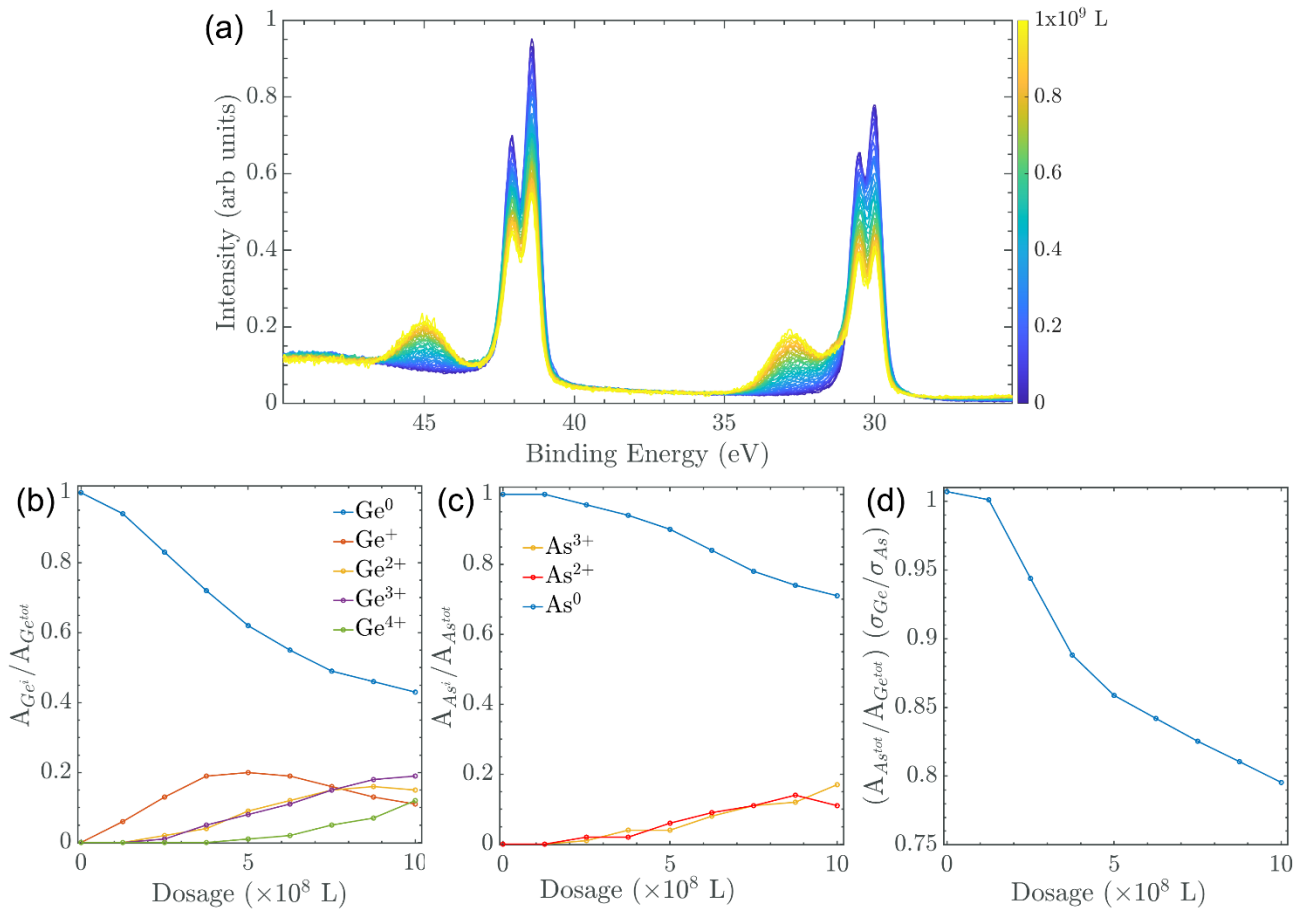 (a)
1x10⁹ L
0.8
0.6
0.4
0.2
0
1
0.8
0.6
0.4
0.2
0
Intensity (arb units)
45
40
35
30
Binding Energy (eV)
(b)
1
0.8
0.6
0.4
0.2
0
A_{Ge^i}/A_{Ge^{tot}}
Ge⁰
Ge⁺
Ge²⁺
Ge³⁺
Ge⁴⁺
0
5
10
Dosage (×10⁸ L)
(c)
1
0.8
0.6
0.4
0.2
0
A_{As^i}/A_{As^{tot}}
As³⁺
As²⁺
As⁰
0
5
10
Dosage (×10⁸ L)
(d)
1
0.95
0.9
0.85
0.8
0.75
(A_{As^{tot}}/A_{Ge^{tot}}) (σ_{Ge}/σ_{As})
0
5
10
Dosage (×10⁸ L)